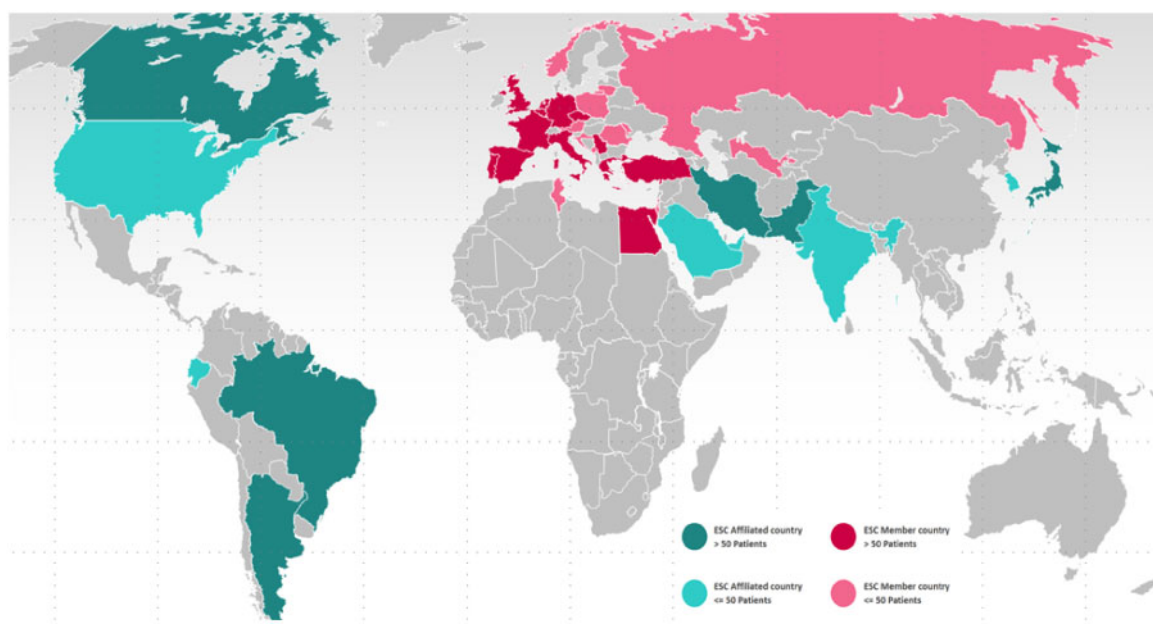 ESC Affiliated country
> 50 Patients
ESC Member country
> 50 Patients
ESC Affiliated country
<= 50 Patients
ESC Member country
<= 50 Patients